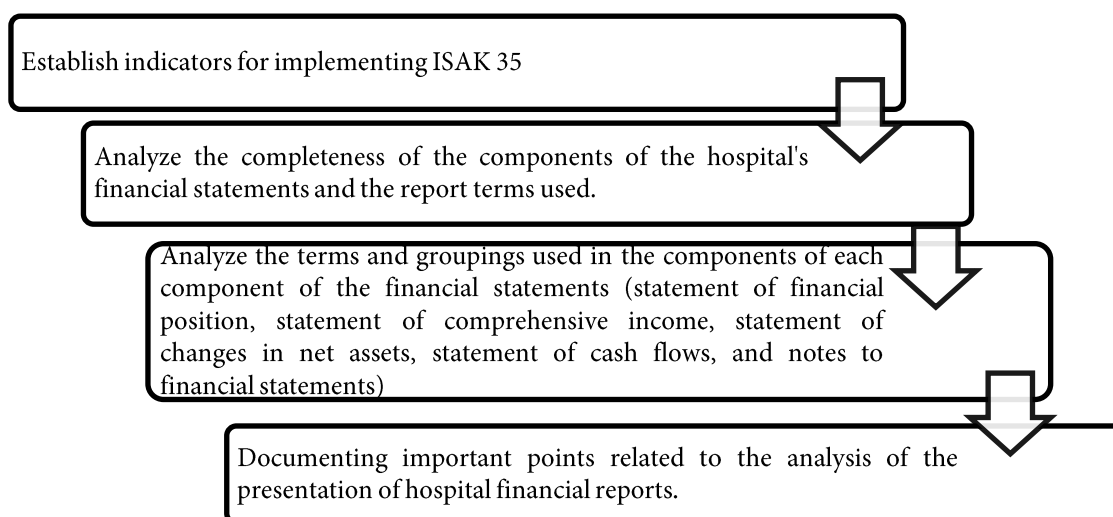 Establish indicators for implementing ISAK 35
Analyze the completeness of the components of the hospital's
financial statements and the report terms used.
Analyze the terms and groupings used in the components of each
component of the financial statements (statement of financial
position, statement of comprehensive income, statement of
changes in net assets, statement of cash flows, and notes to
financial statements)
Documenting important points related to the analysis of the
presentation of hospital financial reports.